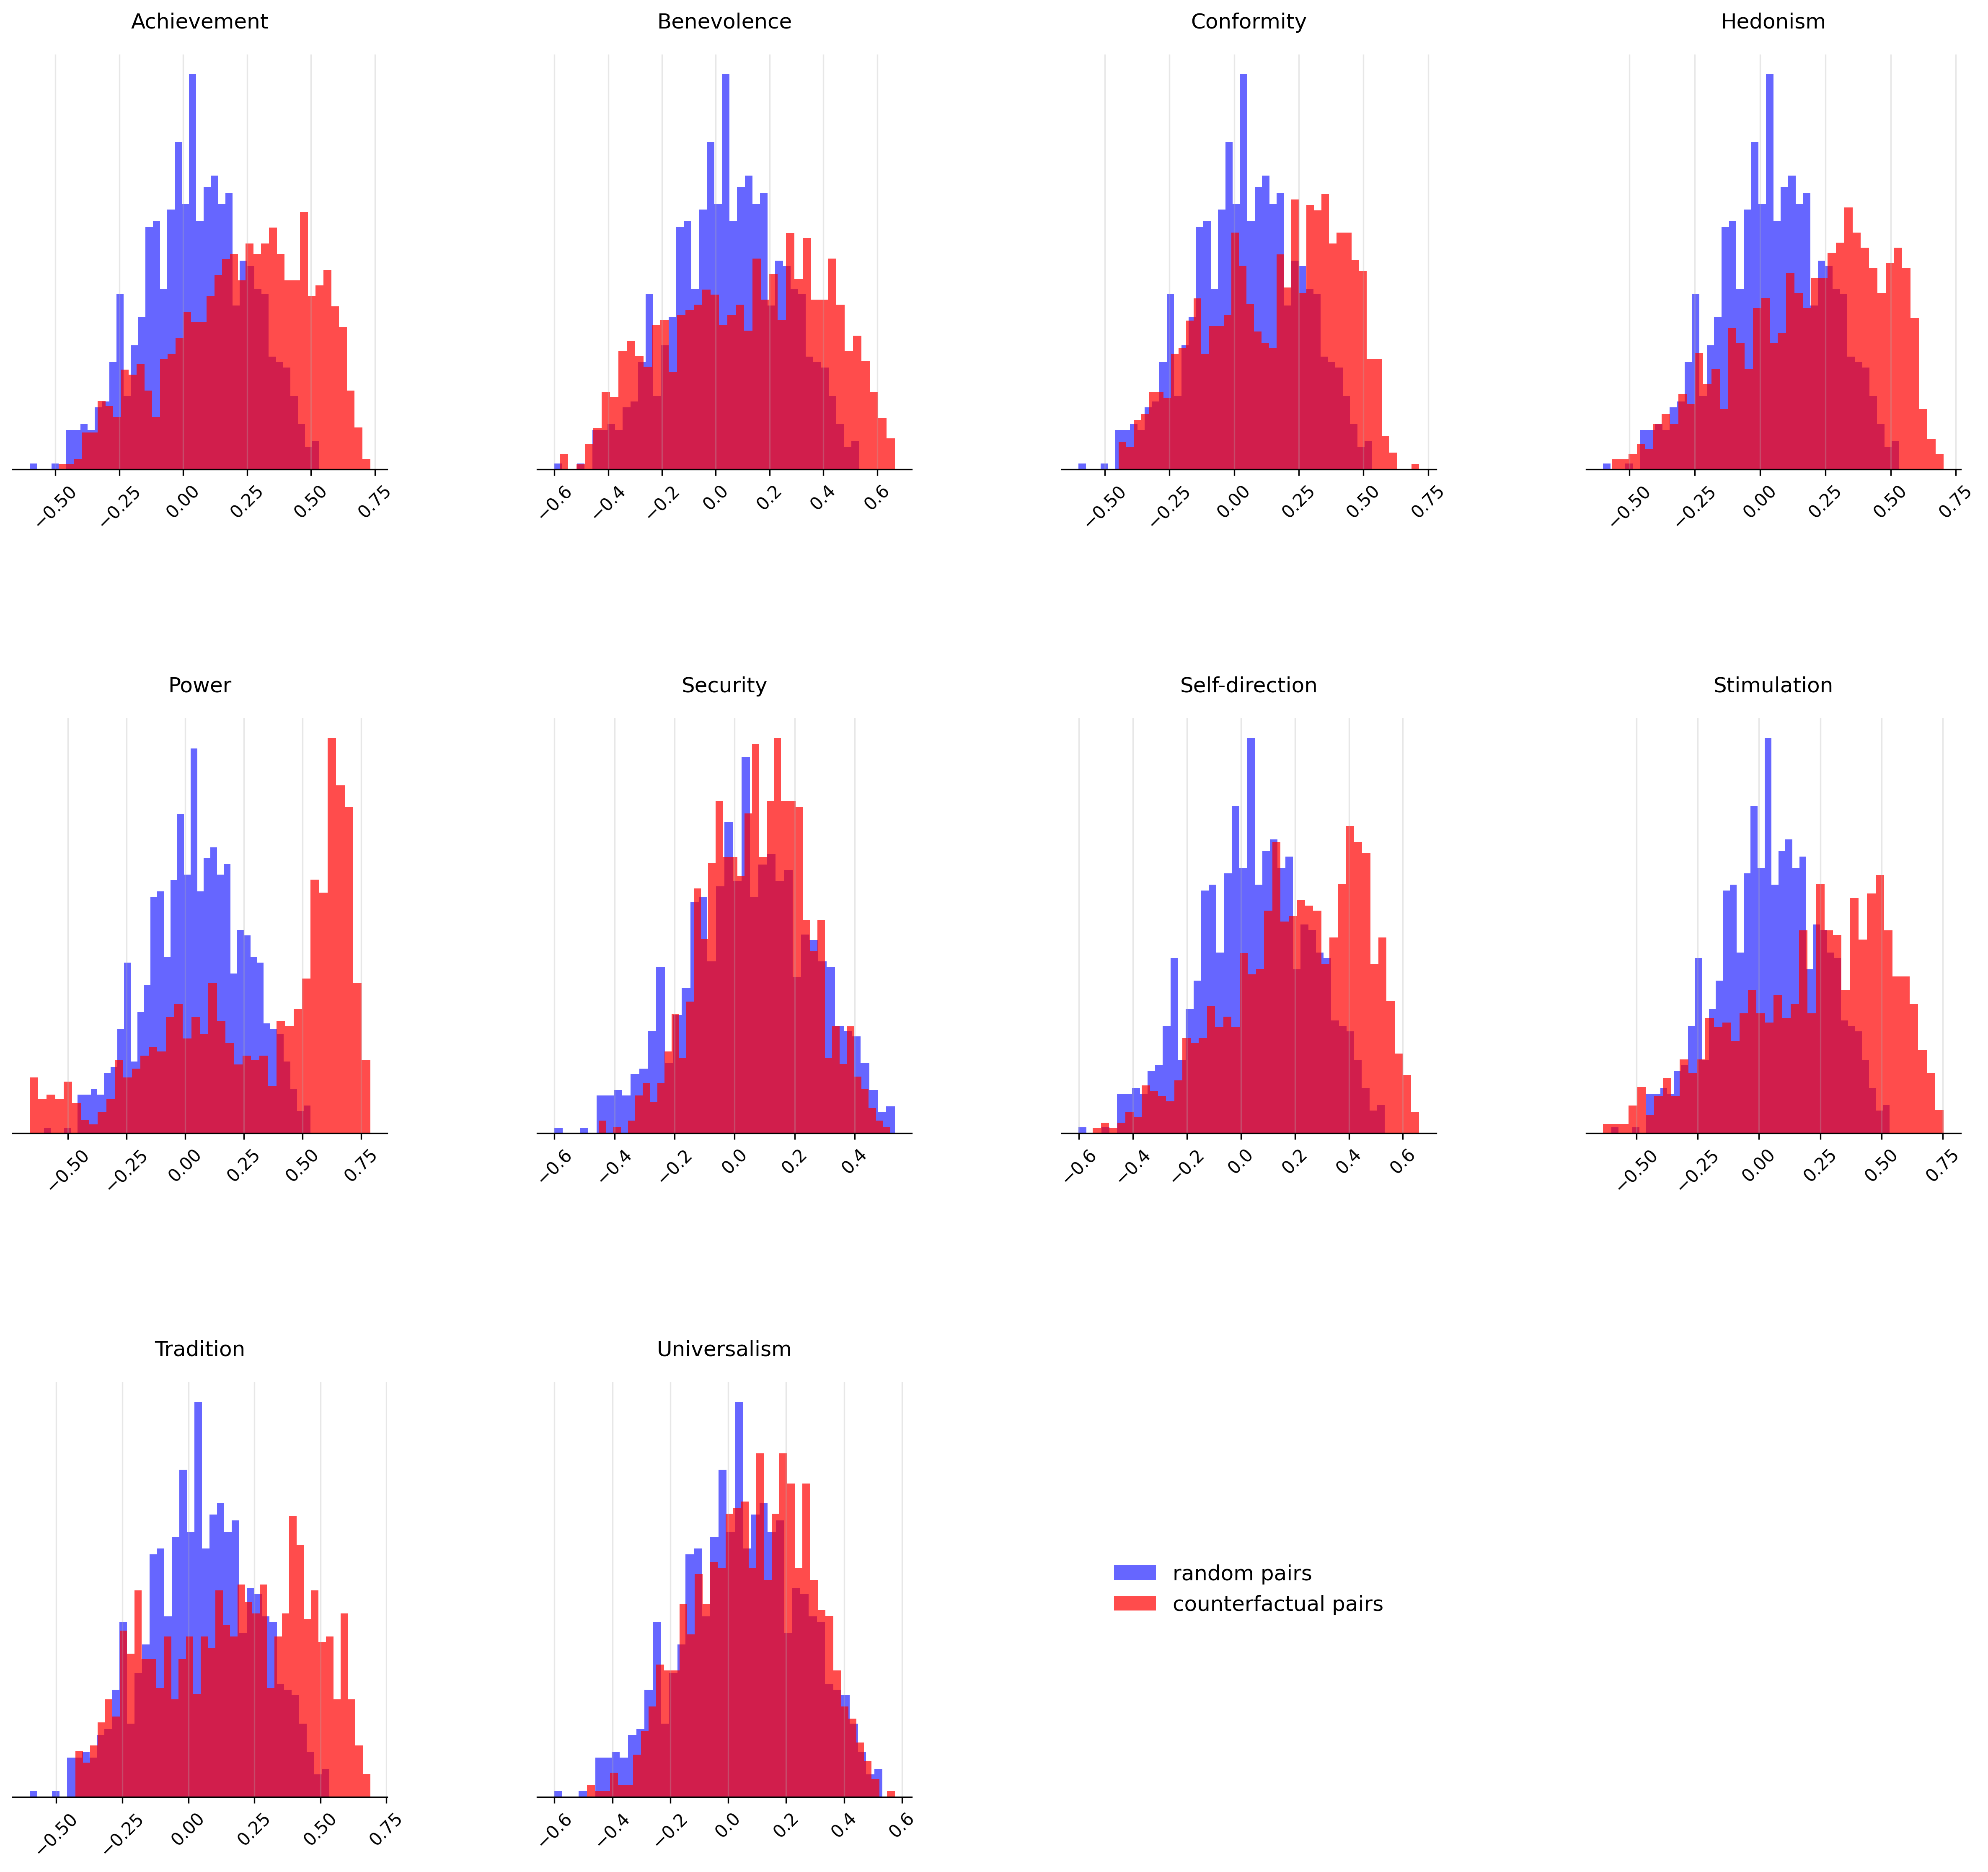 Achievement Benevolence Conformity Hedonism
−0.50 −0.25 0.00 0.25 0.50 0.75 −0.6 −0.4 −0.2 0.0 0.2 0.4 0.6 −0.50 −0.25 0.00 0.25 0.50 0.75 −0.50 −0.25 0.00 0.25 0.50 0.75
Power Security Self-direction Stimulation
−0.50 −0.25 0.00 0.25 0.50 0.75 −0.6 −0.4 −0.2 0.0 0.2 0.4 −0.6 −0.4 −0.2 0.0 0.2 0.4 0.6 −0.50 −0.25 0.00 0.25 0.50 0.75
Tradition Universalism
random pairs
counterfactual pairs
−0.50 −0.25 0.00 0.25 0.50 0.75 −0.6 −0.4 −0.2 0.0 0.2 0.4 0.6